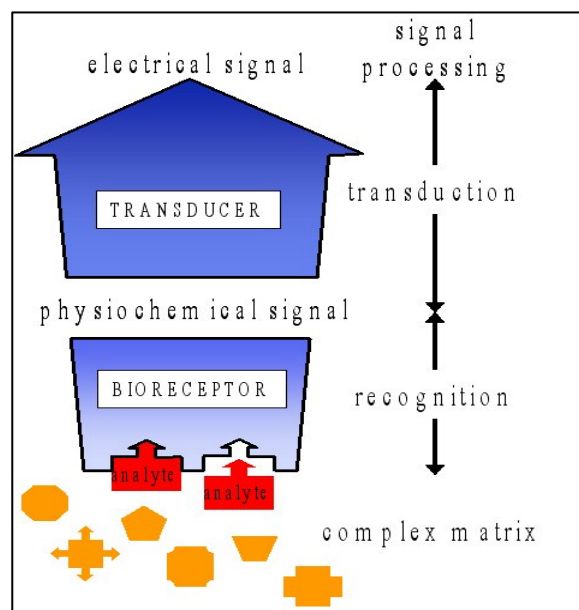 signal
processing
electrical signal
TRANSDUCER
transduction
physiochemical signal
BIORECEPTOR
recognition
analyte
analyte
complex matrix